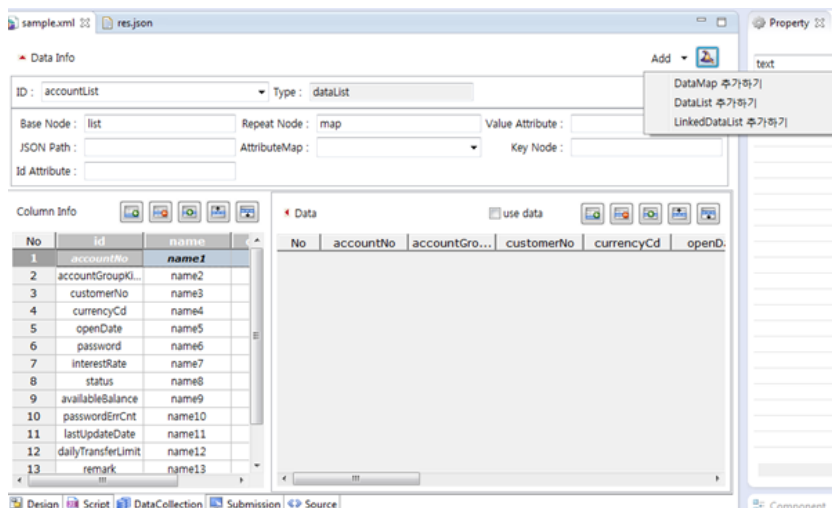 sample.xml res.json Property
Data Info Add
text
DataMap 추가하기
ID : accountList Type : dataList
DataList 추가하기
LinkedDataList 추가하기
Base Node : list Repeat Node : map Value Attribute :
JSON Path : AttributeMap : Key Node :
Id Attribute :
Column Info Data use data
No id name
No accountNo accountGro... customerNo currencyCd openD
1 accountNo name1
2 accountGroupKi... name2
3 customerNo name3
4 currencyCd name4
5 openDate name5
6 password name6
7 interestRate name7
8 status name8
9 availableBalance name9
10 passwordErrCnt name10
11 lastUpdateDate name11
12 dailyTransferLimit name12
13 remark name13
Design Script DataCollection Submission Source
Component